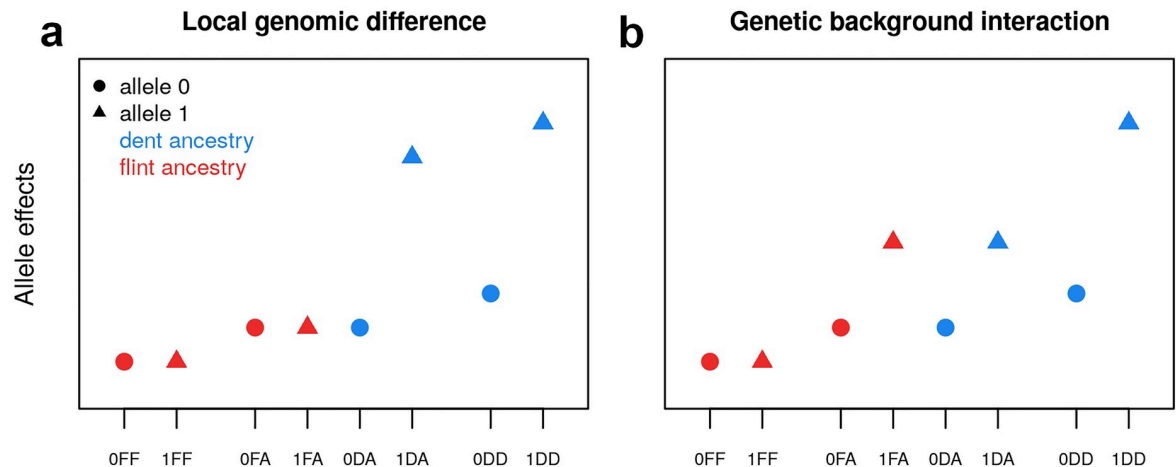 a
Local genomic difference
b
Genetic background interaction
allele 0
allele 1
dent ancestry
flint ancestry
Allele effects
0FF 1FF 0FA 1FA 0DA 1DA 0DD 1DD
0FF 1FF 0FA 1FA 0DA 1DA 0DD 1DD